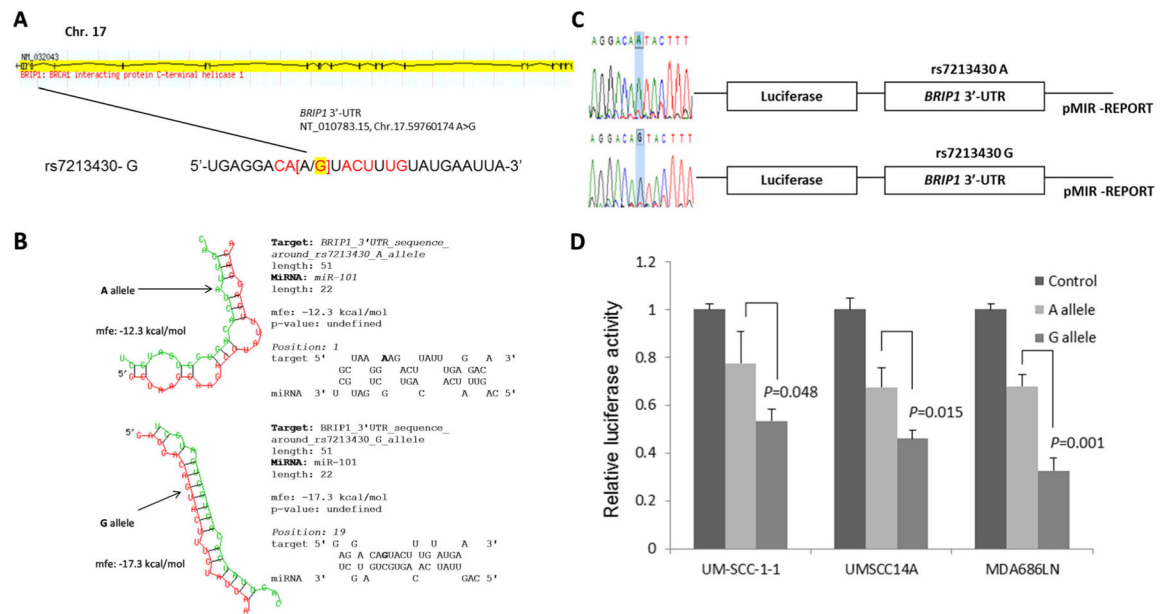 A
Chr. 17
NM_032043
BRIP1: BRCA1 interacting protein C-terminal helicase 1
BRIP1 3’-UTR
NT_010783.15, Chr.17.59760174 A>G
rs7213430- G 5’-UGAGGACA[A/G]UACUUUGUAUGAAUUA-3’
B
A allele
mfe: -12.3 kcal/mol
5'
Target: BRIP1_3'UTR_sequence_
around_rs7213430_A_allele
length: 51
MiRNA: miR-101
length: 22
mfe: -12.3 kcal/mol
p-value: undefined
Position: 1
target 5' UAA AAG UAUU G A 3'
GC GG ACU UGA GAC
CG UC UGA ACU UUG
miRNA 3' U UAG G C A AC 5'
5'
G allele
mfe: -17.3 kcal/mol
Target: BRIP1_3'UTR_sequence_
around_rs7213430_G_allele
length: 51
MiRNA: miR-101
length: 22
mfe: -17.3 kcal/mol
p-value: undefined
Position: 19
target 5' G G U U A 3'
AG A CAGUACU UG AUGA
UC U GUCGUGA AC UAUU
miRNA 3' G A C GAC 5'
C
AGGACAATACTTT
rs7213430 A
Luciferase
BRIP1 3’-UTR
pMIR -REPORT
AGGACAGTACTTT
rs7213430 G
Luciferase
BRIP1 3’-UTR
pMIR -REPORT
D
Relative luciferase activity
1.2
1
0.8
0.6
0.4
0.2
0
Control
A allele
G allele
P=0.048
P=0.015
P=0.001
UM-SCC-1-1
UMSCC14A
MDA686LN